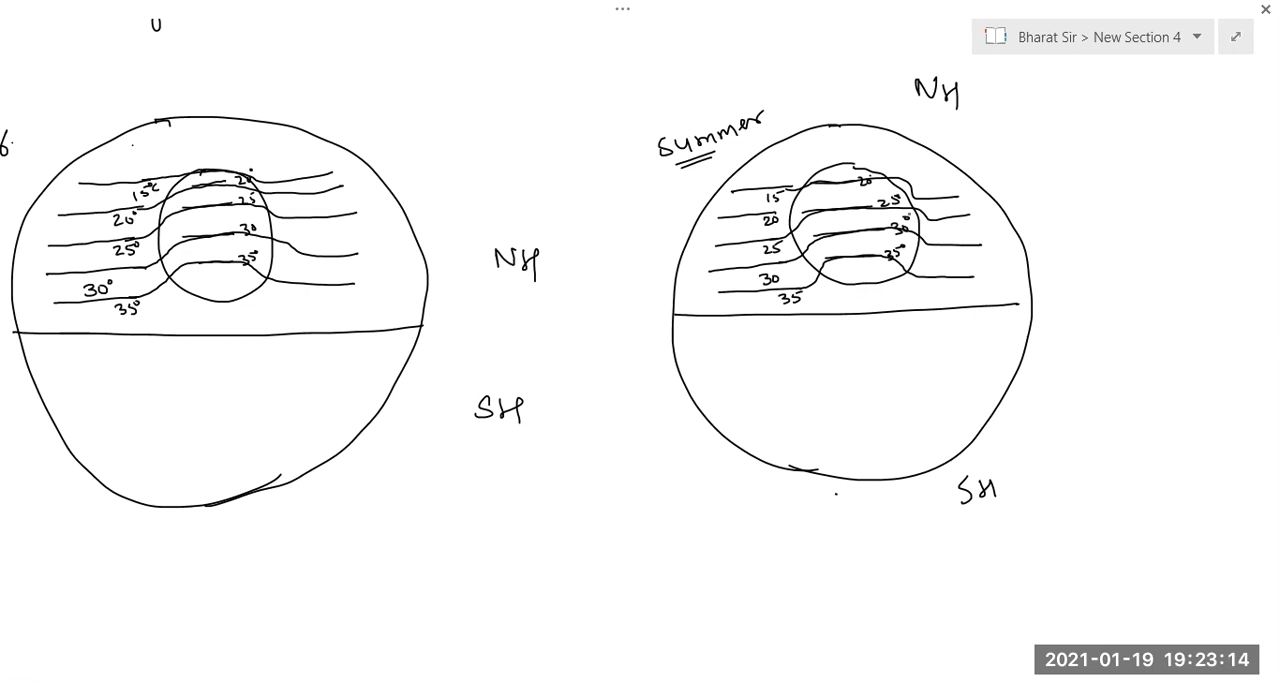 U
Bharat Sir > New Section 4
6.
15°C
20
20°
25
25°
30
30°
35°
35°
NH
SH
NH
Summer
15
20
20
25°
25
30°
30
35°
35
SH
2021-01-19 19:23:14